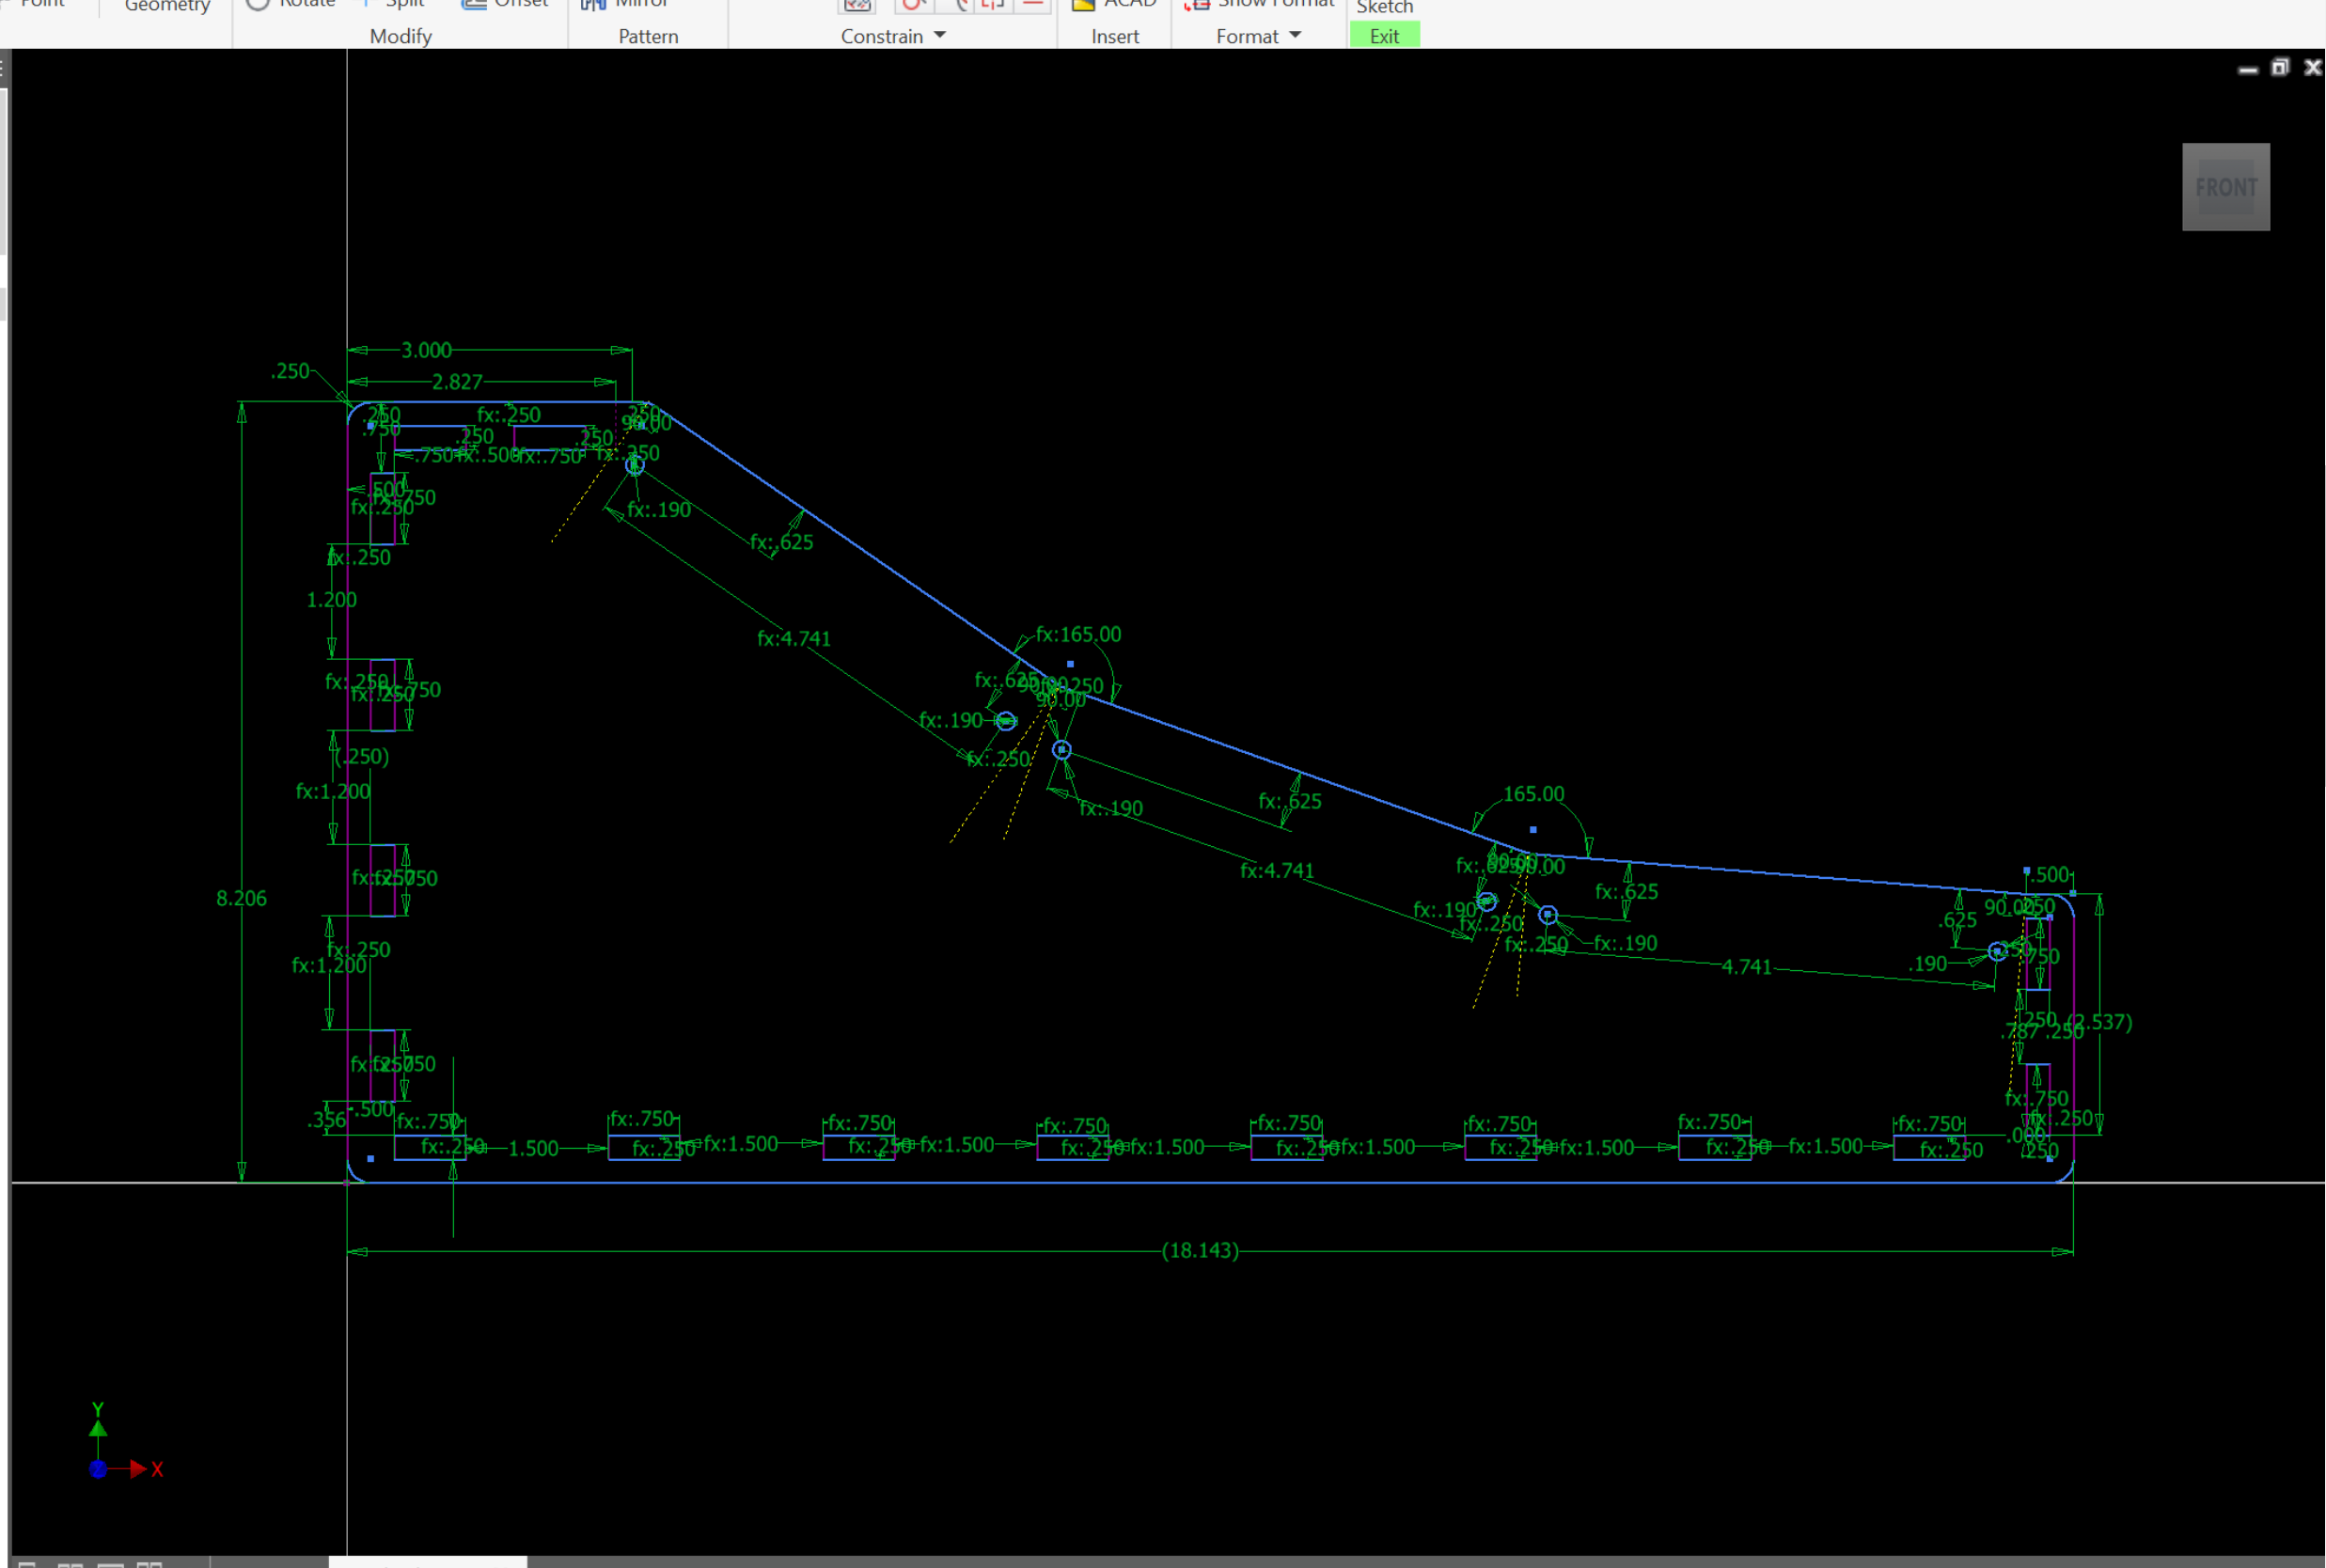 Point Geometry Rotate Split Offset Mirror ACAD Show Format Sketch
Modify Pattern Constrain Insert Format Exit
FRONT
3.000
.250
2.827
.250 fx:.250 .250
.750 .250 .250 90.00
.750 fx:.500 fx:.750 fx:.250
.500 fx:.750
fx:.250 fx:.190
fx:.250 fx:.625
1.200
fx:4.741 fx:165.00
fx:.250 fx:.750 fx:.625 90.00 .250
fx:.250 90.00
fx:.190
(.250) fx:.250
fx:1.200 fx:.190 fx:.625 165.00
fx:4.741
fx:.250 .750 fx:.625 90.00 fx:.625 .500
8.206
fx:.190 fx:.250 .625 90.00 .250
fx:.250 fx:.250 fx:.190 .750
fx:1.200 4.741 .190
.250 (2.537)
.787 .250
fx:.250 .750 fx:.750
.500 fx:.250
.356 fx:.750 fx:.750 fx:.750 fx:.750 fx:.750 fx:.750 fx:.750 fx:.750
fx:.250 1.500 fx:.250 fx:1.500 fx:.250 fx:1.500 fx:.250 fx:1.500 fx:.250 fx:1.500 fx:.250 fx:1.500 fx:.250 fx:1.500 fx:.250 .250
(18.143)
Y
X